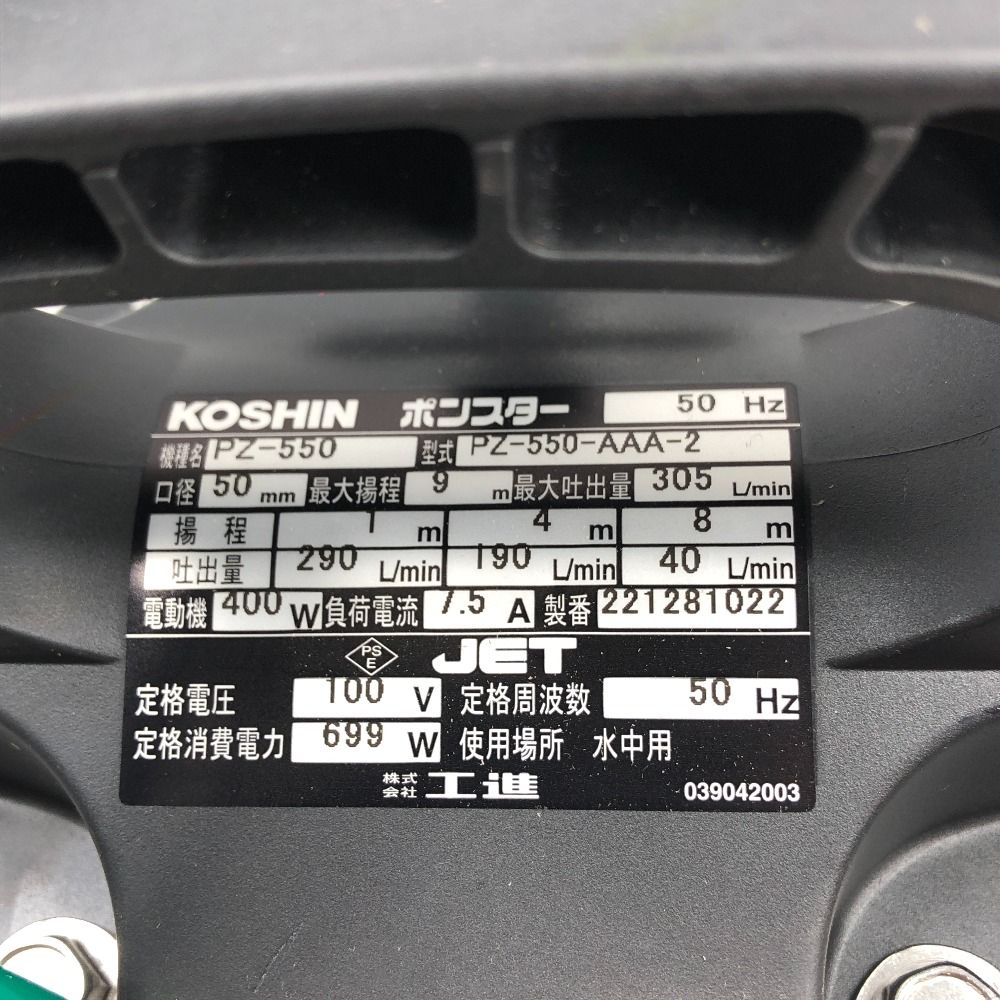 KOSHIN ポンスター 50 Hz
機種名 PZ-550 型式 PZ-550-AAA-2
口径 50 mm 最大揚程 9 m 最大吐出量 305 L/min
揚程 1 m 4 m 8 m
吐出量 290 L/min 190 L/min 40 L/min
電動機 400 W 負荷電流 7.5 A 製番 221281022
PSE JET
定格電圧 100 V 定格周波数 50 Hz
定格消費電力 699 W 使用場所 水中用
株式会社 工進 039042003